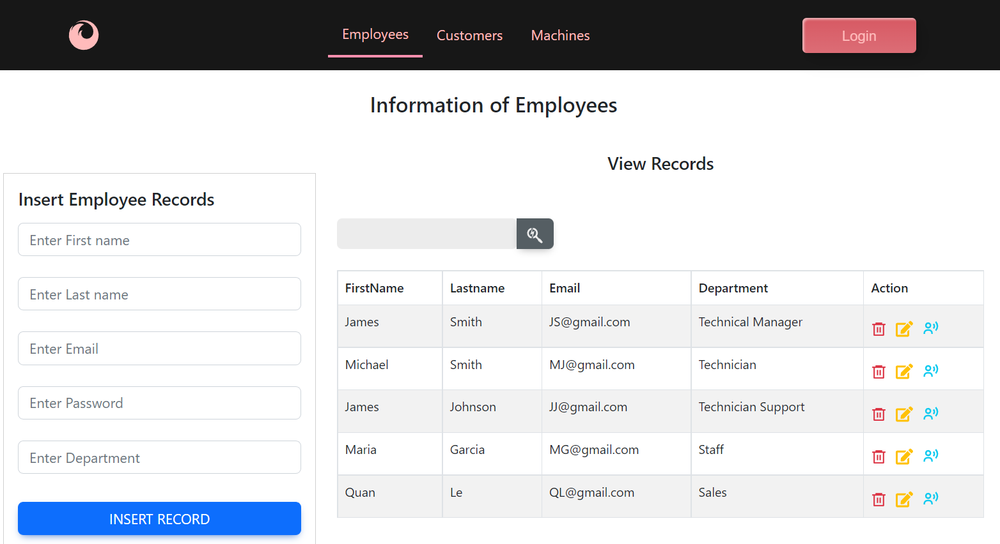 Employees Customers Machines Login
Information of Employees
View Records
Insert Employee Records
Enter First name
Enter Last name
Enter Email
Enter Password
Enter Department
INSERT RECORD
FirstName Lastname Email Department Action
James Smith JS@gmail.com Technical Manager
Michael Smith MJ@gmail.com Technician
James Johnson JJ@gmail.com Technician Support
Maria Garcia MG@gmail.com Staff
Quan Le QL@gmail.com Sales